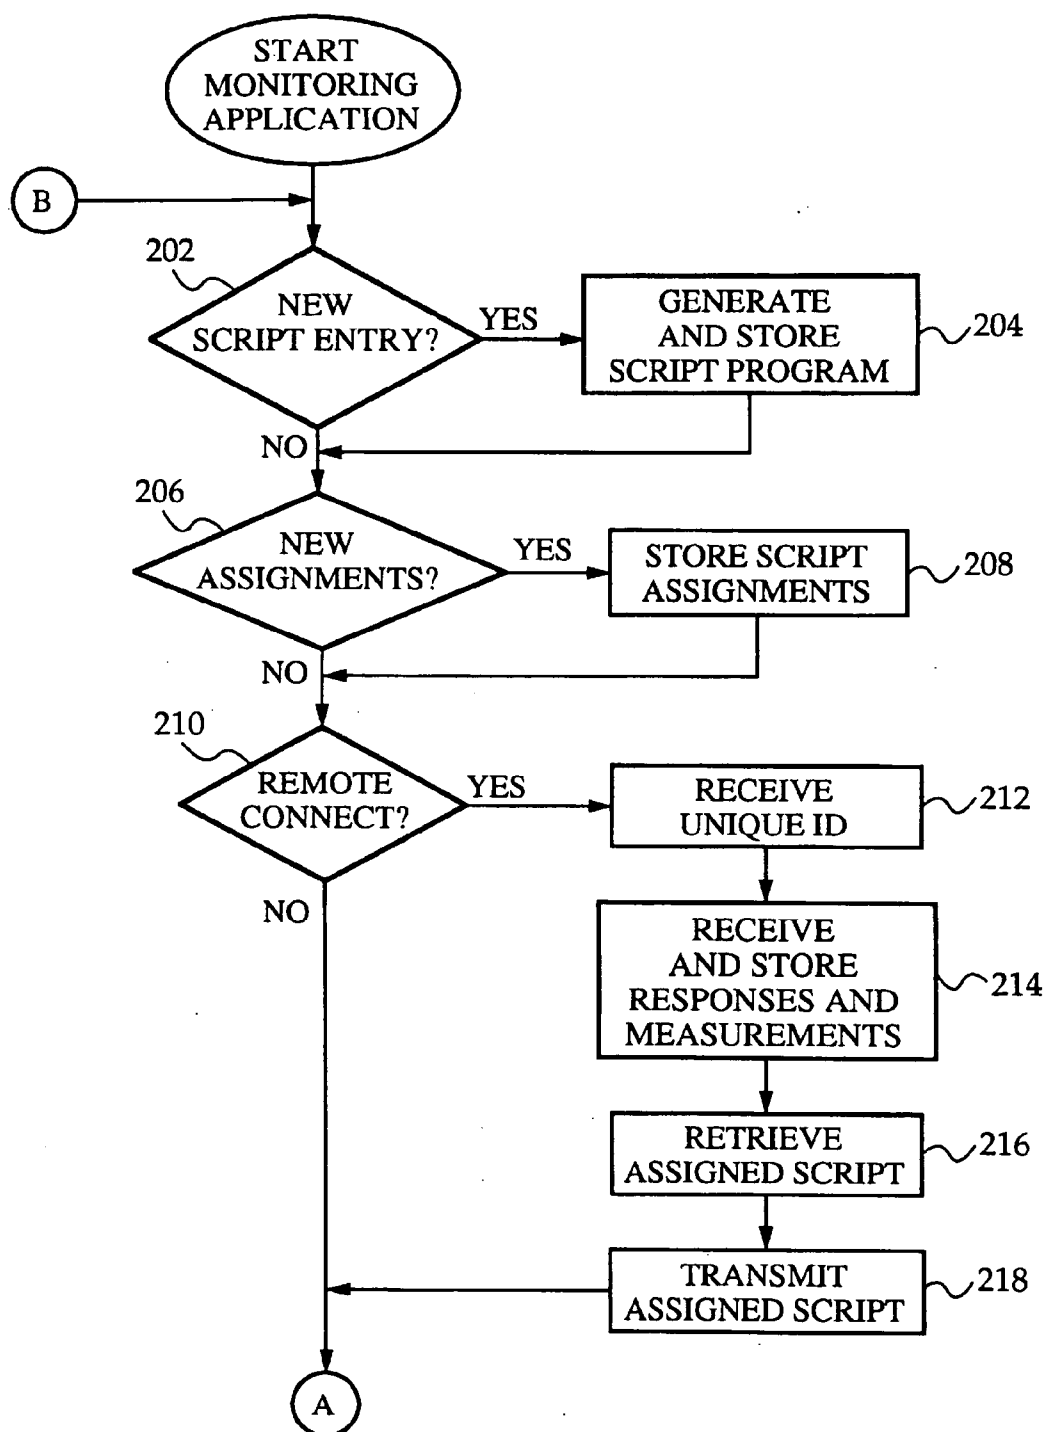 START
MONITORING
APPLICATION
B
202
NEW
SCRIPT ENTRY?
YES
GENERATE
AND STORE
SCRIPT PROGRAM
204
NO
206
NEW
ASSIGNMENTS?
YES
STORE SCRIPT
ASSIGNMENTS
208
NO
210
REMOTE
CONNECT?
YES
RECEIVE
UNIQUE ID
212
NO
RECEIVE
AND STORE
RESPONSES AND
MEASUREMENTS
214
RETRIEVE
ASSIGNED SCRIPT
216
TRANSMIT
ASSIGNED SCRIPT
218
A